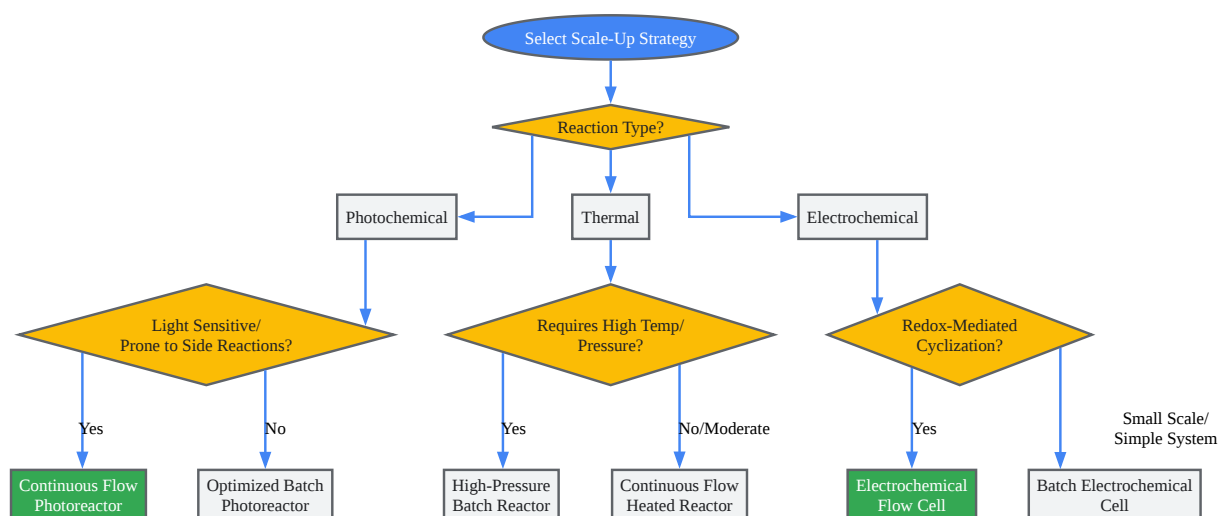 Select Scale-Up Strategy
Reaction Type?
Photochemical
Thermal
Electrochemical
Light Sensitive/
Prone to Side Reactions?
Requires High Temp/
Pressure?
Redox-Mediated
Cyclization?
Yes
No
Yes
No/Moderate
Yes
Small Scale/
Simple System
Continuous Flow
Photoreactor
Optimized Batch
Photoreactor
High-Pressure
Batch Reactor
Continuous Flow
Heated Reactor
Electrochemical
Flow Cell
Batch Electrochemical
Cell